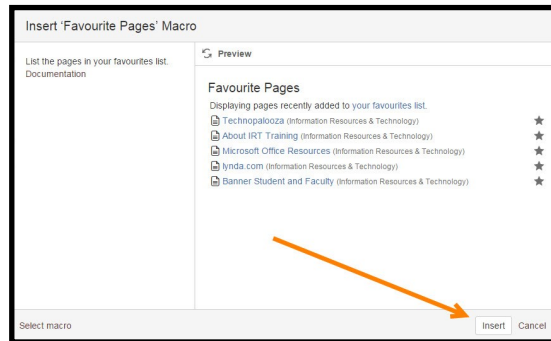 Insert 'Favourite Pages' Macro
List the pages in your favourites list.
Documentation
Preview
Favourite Pages
Displaying pages recently added to your favourites list.
Technopalooza (Information Resources & Technology)
About IRT Training (Information Resources & Technology)
Microsoft Office Resources (Information Resources & Technology)
lynda.com (Information Resources & Technology)
Banner Student and Faculty (Information Resources & Technology)
Select macro
Insert Cancel